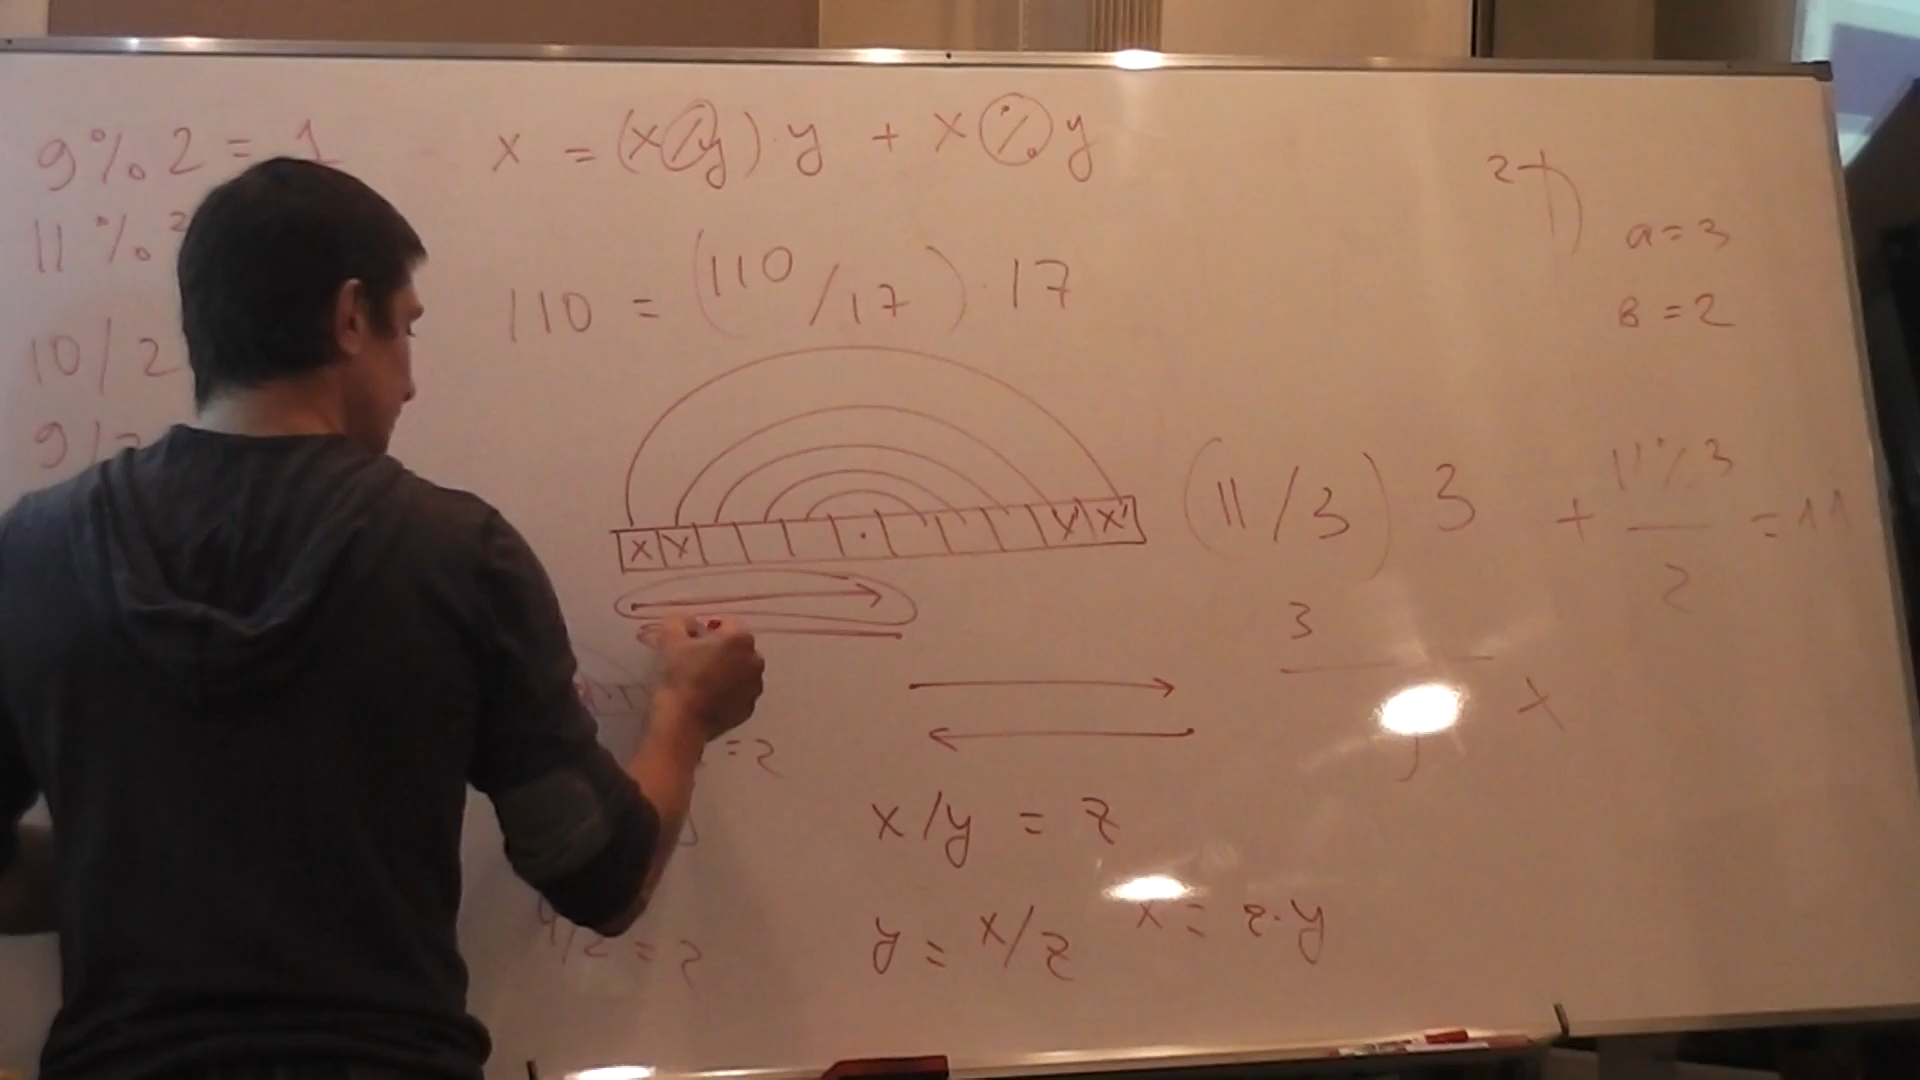 9%2 = 1
x = (x/y)·y + x%y
11%2
110 = (110/17)·17
a=3
в=2
10/2
9/2
x y y' x'
(11/3) 3 + 11%3 = 11
2
3
x
=2
x/y = z
4/2 = 2
y = x/z x = z·y